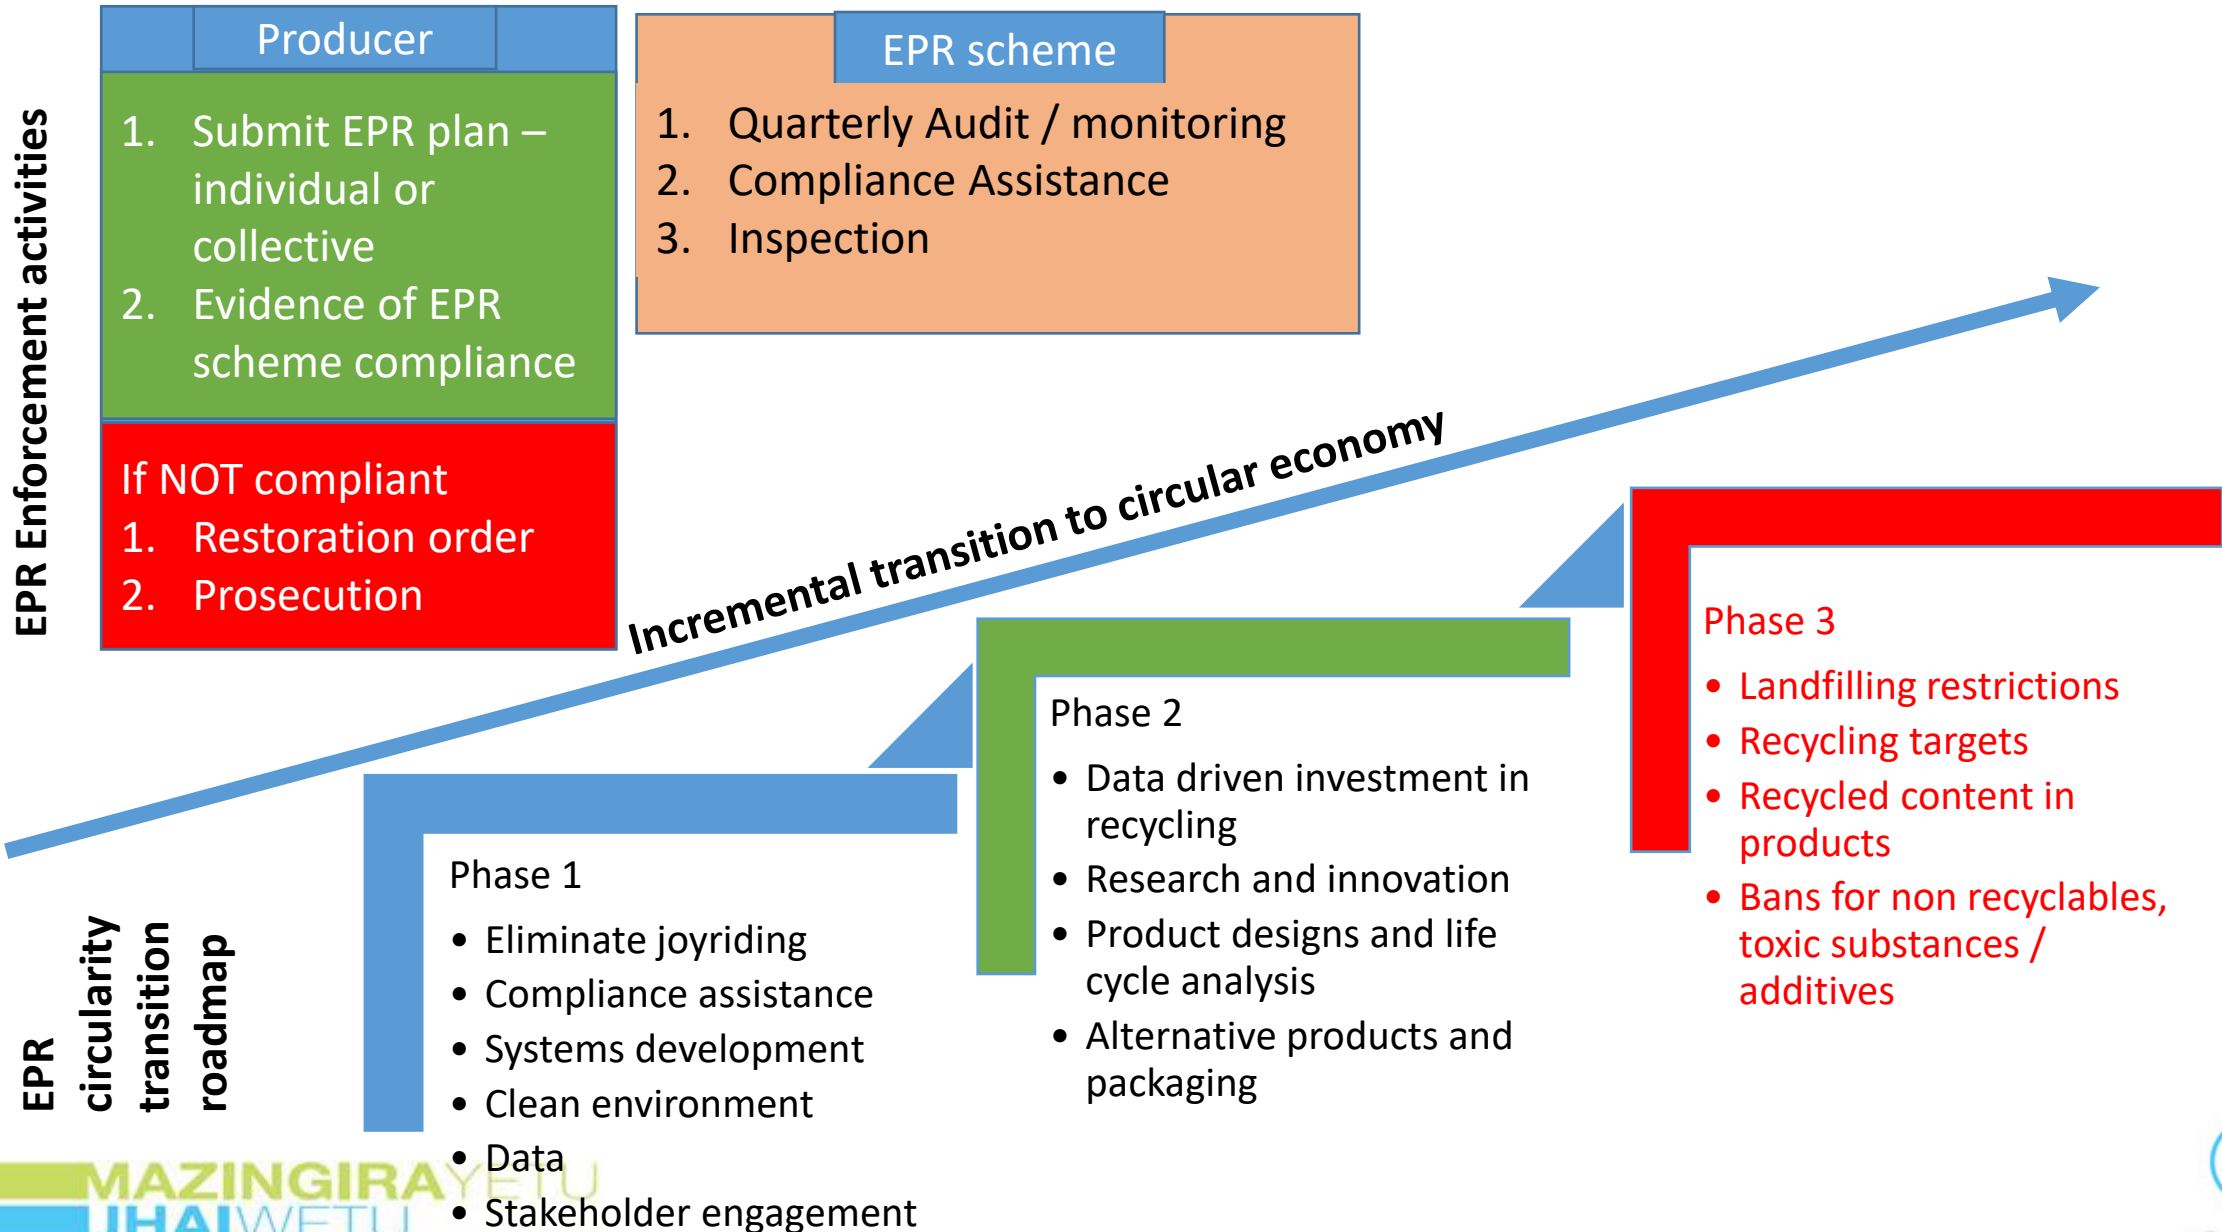 EPR Enforcement activities
Producer
1. Submit EPR plan –
individual or
collective
2. Evidence of EPR
scheme compliance
If NOT compliant
1. Restoration order
2. Prosecution
EPR scheme
1. Quarterly Audit / monitoring
2. Compliance Assistance
3. Inspection
Incremental transition to circular economy
EPR
circularity
transition
roadmap
Phase 1
• Eliminate joyriding
• Compliance assistance
• Systems development
• Clean environment
• Data
• Stakeholder engagement
Phase 2
• Data driven investment in
recycling
• Research and innovation
• Product designs and life
cycle analysis
• Alternative products and
packaging
Phase 3
• Landfilling restrictions
• Recycling targets
• Recycled content in
products
• Bans for non recyclables,
toxic substances /
additives
MAZINGIRAYETU
UHAIWETU